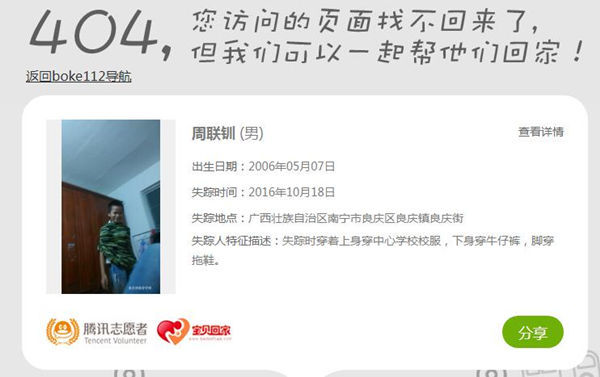 404,
您访问的页面找不回来了,
但我们可以一起帮他们回家!
返回boke112导航
周联钏 (男)
查看详情
出生日期：2006年05月07日
失踪时间：2016年10月18日
失踪地点：广西壮族自治区南宁市良庆区良庆镇良庆街
失踪人特征描述：失踪时穿着上身穿中心学校校服，下身穿牛仔裤，脚穿
拖鞋。
腾讯志愿者
Tencent Volunteer
宝贝回家
分享